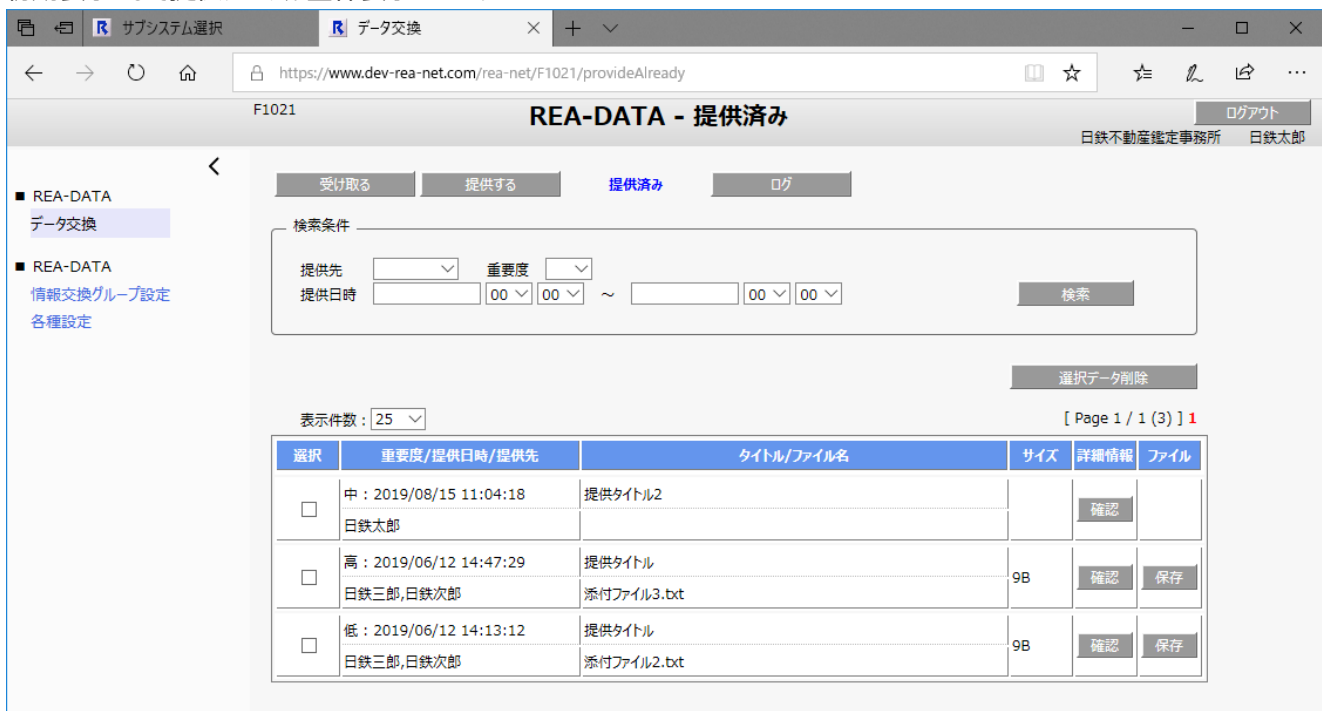 サブシステム選択
データ交換
https://www.dev-rea-net.com/rea-net/F1021/provideAlready
F1021
REA-DATA - 提供済み
ログアウト
日鉄不動産鑑定事務所 日鉄太郎
■ REA-DATA
データ交換
■ REA-DATA
情報交換グループ設定
各種設定
受け取る 提供する 提供済み ログ
検索条件
提供先 重要度
提供日時 00 00 ~ 00 00 検索
選択データ削除
表示件数:25 [ Page 1 / 1 (3) ] 1
選択 重要度/提供日時/提供先 タイトル/ファイル名 サイズ 詳細情報 ファイル
中:2019/08/15 11:04:18 提供タイトル2
確認
日鉄太郎
高:2019/06/12 14:47:29 提供タイトル
9B 確認 保存
日鉄三郎,日鉄次郎 添付ファイル3.txt
低:2019/06/12 14:13:12 提供タイトル
9B 確認 保存
日鉄三郎,日鉄次郎 添付ファイル2.txt